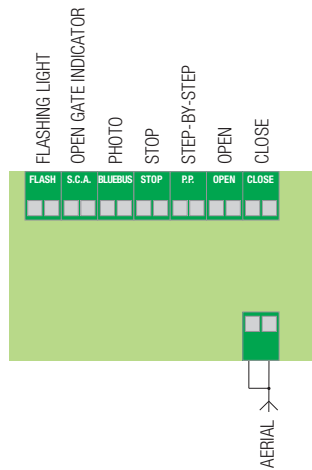 FLASHING LIGHT
OPEN GATE INDICATOR
PHOTO
STOP
STEP-BY-STEP
OPEN
CLOSE
FLASH
S.C.A.
BLUEBUS
STOP
P.P.
OPEN
CLOSE
AERIAL